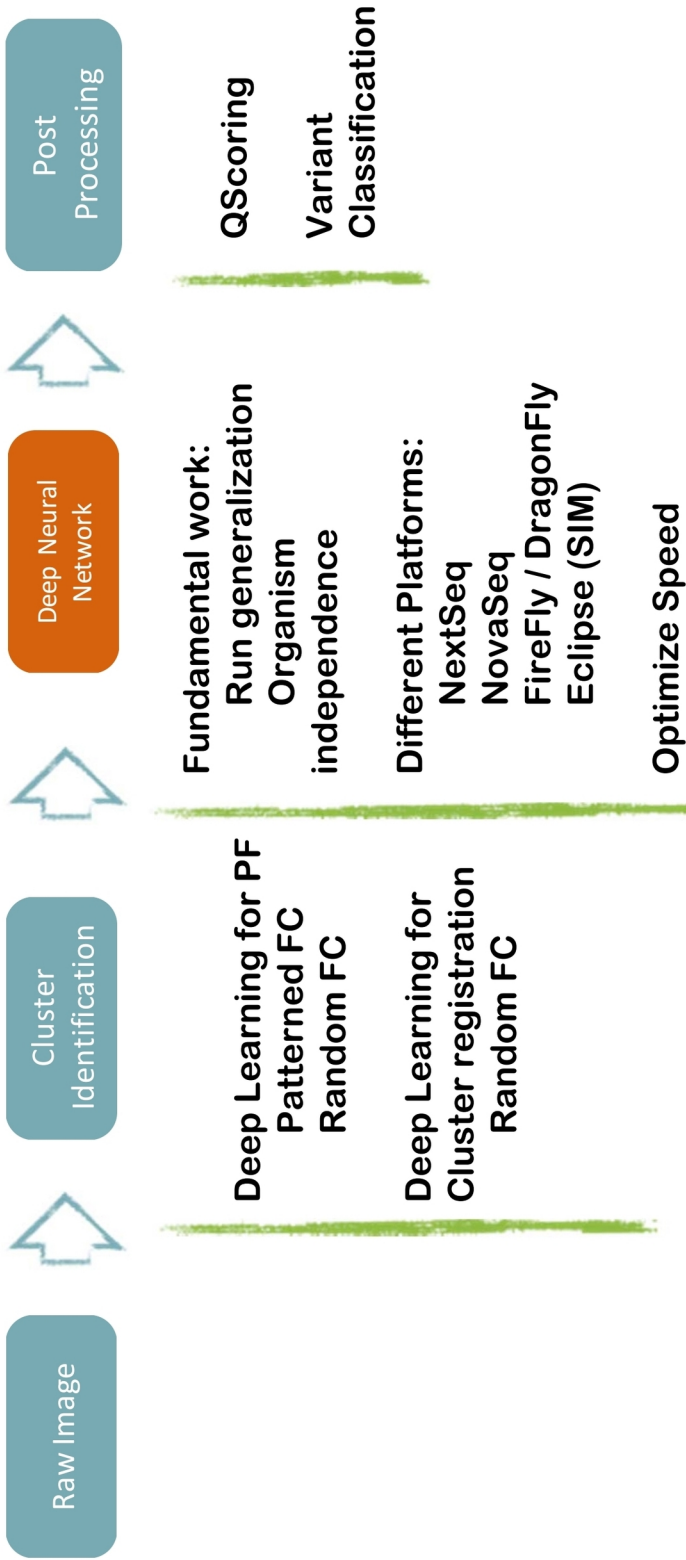 Raw Image
Cluster
Identification
Deep Neural
Network
Post
Processing
Deep Learning for PF
Patterned FC
Random FC
Deep Learning for
Cluster registration
Random FC
Fundamental work:
Run generalization
Organism
independence
Different Platforms:
NextSeq
NovaSeq
FireFly / DragonFly
Eclipse (SIM)
Optimize Speed
QScoring
Variant
Classification